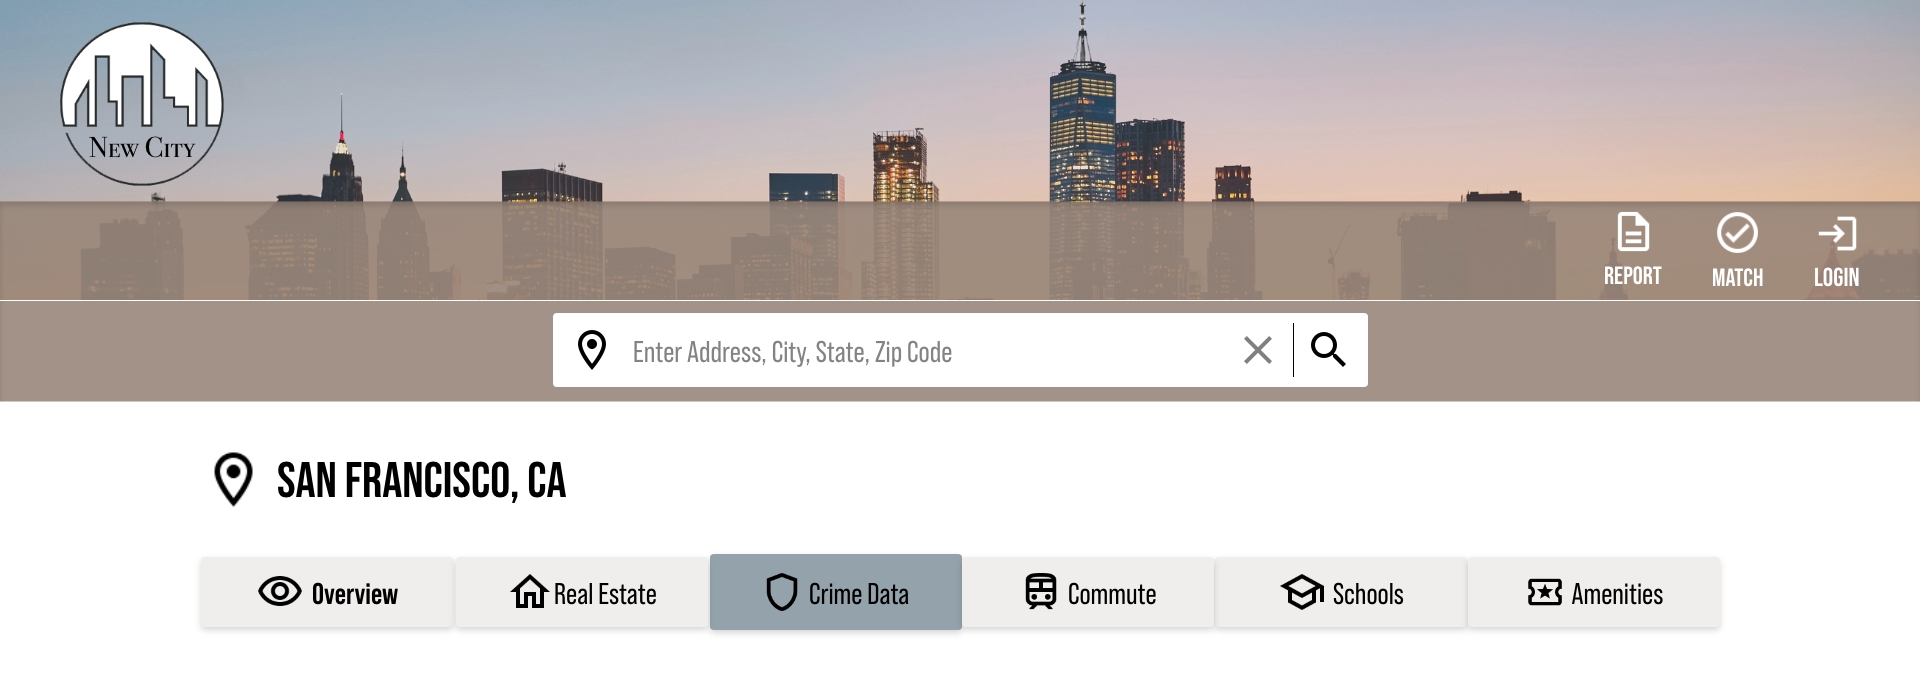 New City
REPORT
MATCH
LOGIN
Enter Address, City, State, Zip Code
SAN FRANCISCO, CA
Overview
Real Estate
Crime Data
Commute
Schools
Amenities